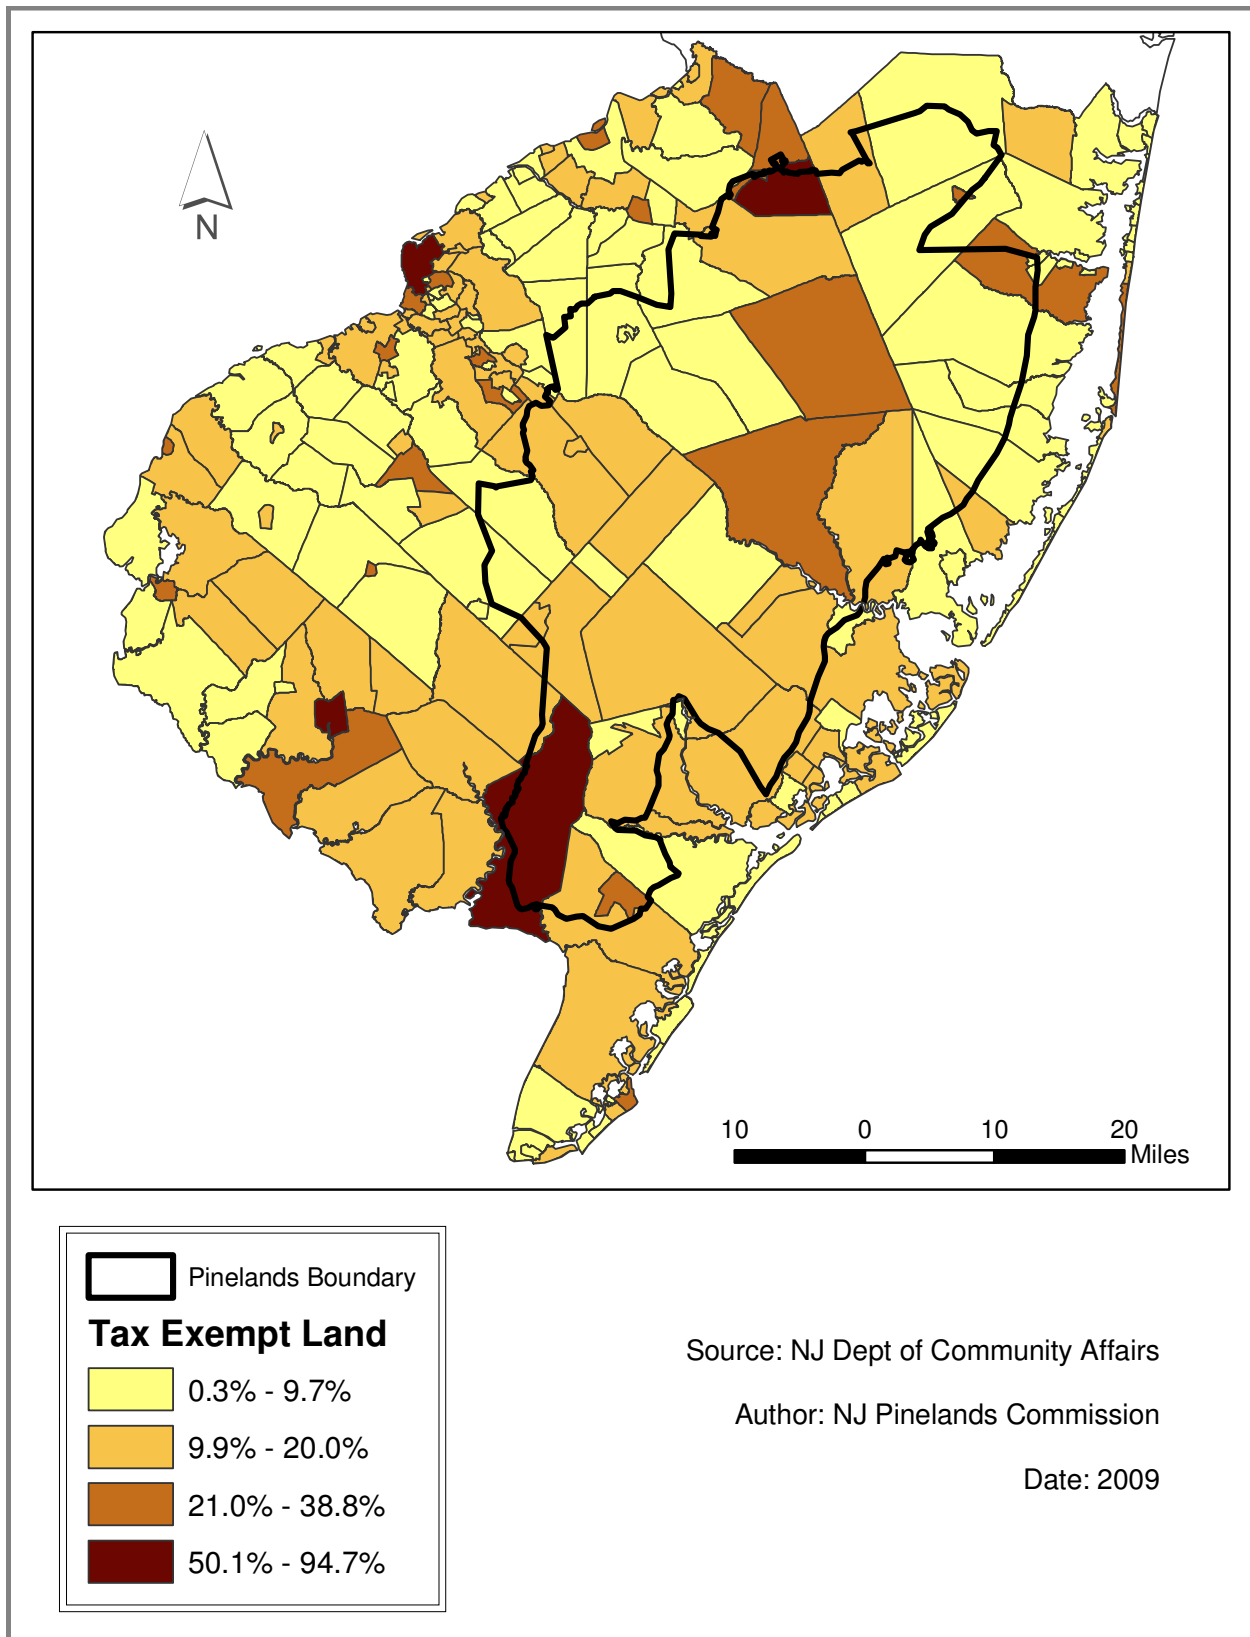 N
10 0 10 20
Miles
Pinelands Boundary
Tax Exempt Land
0.3% - 9.7%
9.9% - 20.0%
21.0% - 38.8%
50.1% - 94.7%
Source: NJ Dept of Community Affairs
Author: NJ Pinelands Commission
Date: 2009